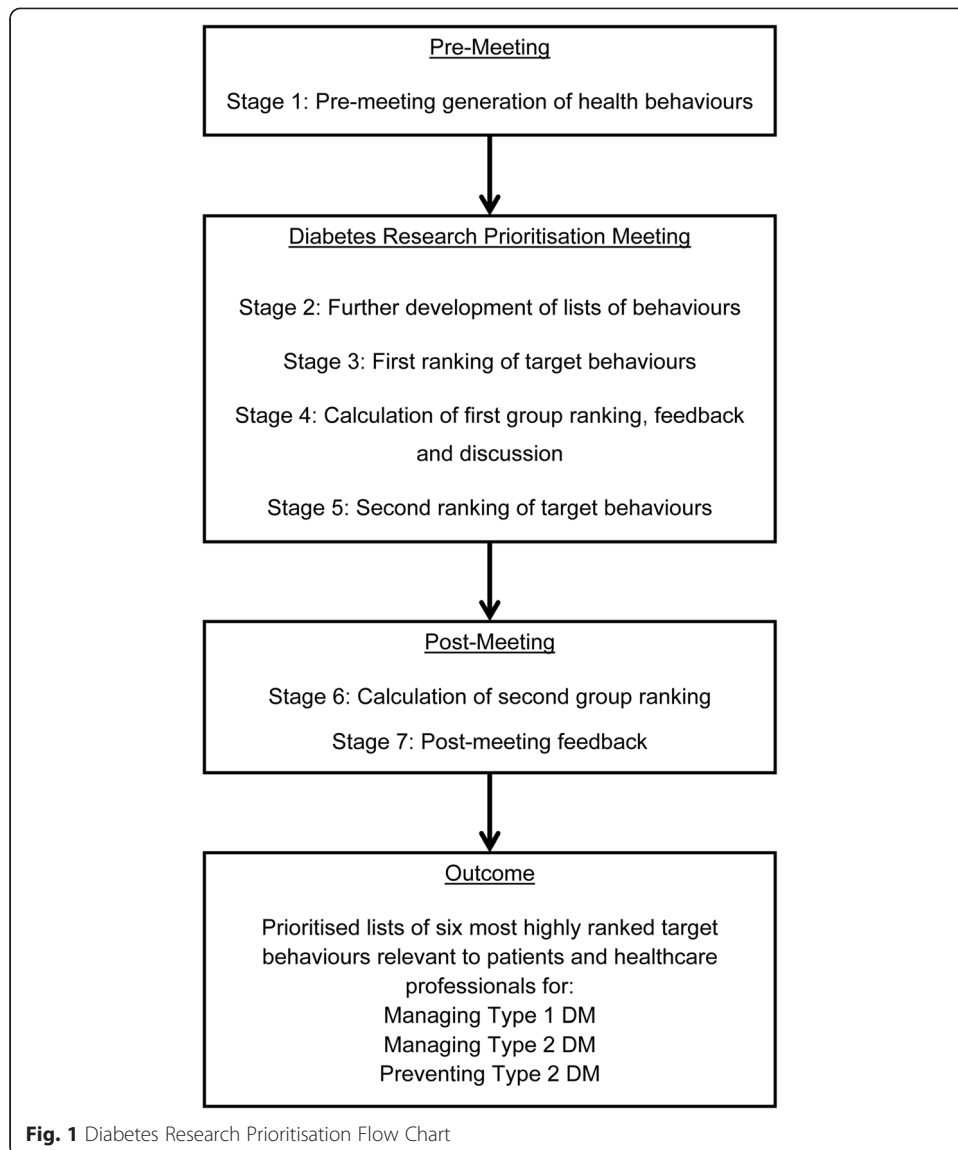 Pre-Meeting
Stage 1: Pre-meeting generation of health behaviours
Diabetes Research Prioritisation Meeting
Stage 2: Further development of lists of behaviours
Stage 3: First ranking of target behaviours
Stage 4: Calculation of first group ranking, feedback
and discussion
Stage 5: Second ranking of target behaviours
Post-Meeting
Stage 6: Calculation of second group ranking
Stage 7: Post-meeting feedback
Outcome
Prioritised lists of six most highly ranked target
behaviours relevant to patients and healthcare
professionals for:
Managing Type 1 DM
Managing Type 2 DM
Preventing Type 2 DM
Fig. 1 Diabetes Research Prioritisation Flow Chart